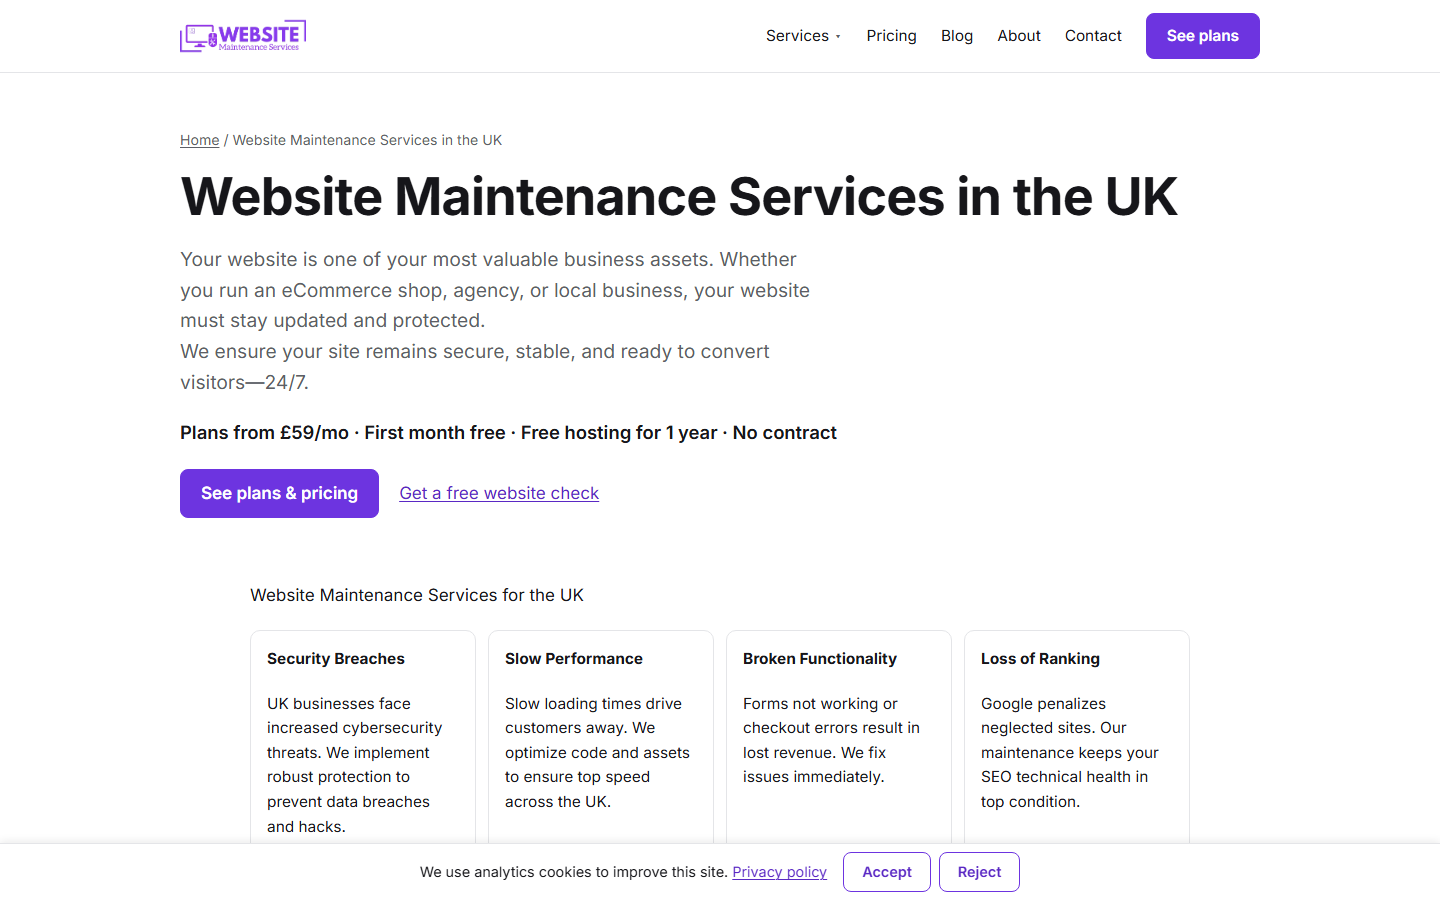 WEBSITE
Maintenance Services
Services
Pricing
Blog
About
Contact
See plans
Home / Website Maintenance Services in the UK
Website Maintenance Services in the UK
Your website is one of your most valuable business assets. Whether
you run an eCommerce shop, agency, or local business, your website
must stay updated and protected.
We ensure your site remains secure, stable, and ready to convert
visitors—24/7.
Plans from £59/mo · First month free · Free hosting for 1 year · No contract
See plans & pricing
Get a free website check
Website Maintenance Services for the UK
Security Breaches
UK businesses face
increased cybersecurity
threats. We implement
robust protection to
prevent data breaches
and hacks.
Slow Performance
Slow loading times drive
customers away. We
optimize code and assets
to ensure top speed
across the UK.
Broken Functionality
Forms not working or
checkout errors result in
lost revenue. We fix
issues immediately.
Loss of Ranking
Google penalizes
neglected sites. Our
maintenance keeps your
SEO technical health in
top condition.
We use analytics cookies to improve this site. Privacy policy
Accept
Reject